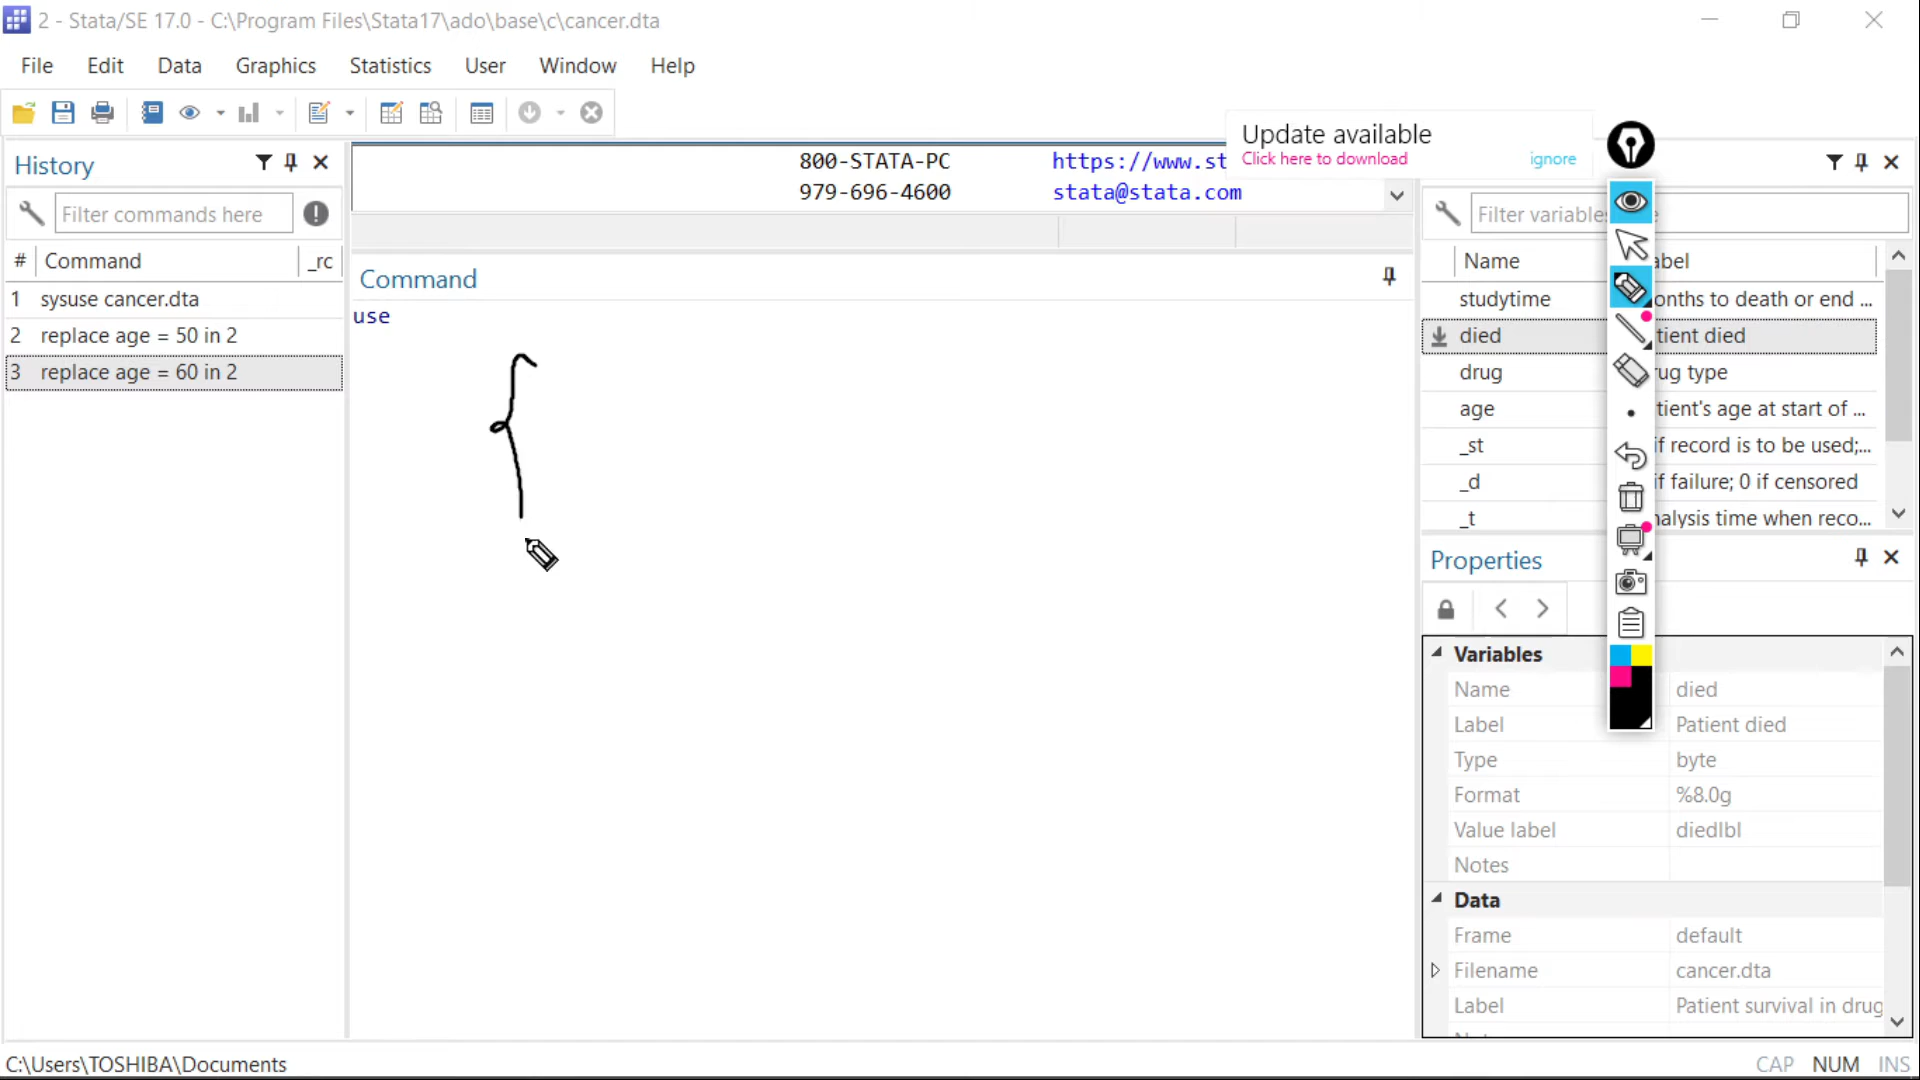 2 - Stata/SE 17.0 - C:\Program Files\Stata17\ado\base\c\cancer.dta
File Edit Data Graphics Statistics User Window Help
Update available
Click here to download ignore
History
Filter commands here
# Command _rc
1 sysuse cancer.dta
2 replace age = 50 in 2
3 replace age = 60 in 2
800-STATA-PC https://www.st
979-696-4600 stata@stata.com
Command
use
Filter variables e
Name abel
studytime onths to death or end ...
died tient died
drug rug type
age tient's age at start of ...
_st if record is to be used;...
_d if failure; 0 if censored
_t nalysis time when reco...
Properties
Variables
Name died
Label Patient died
Type byte
Format %8.0g
Value label diedlbl
Notes
Data
Frame default
Filename cancer.dta
Label Patient survival in drug
C:\Users\TOSHIBA\Documents
CAP NUM INS